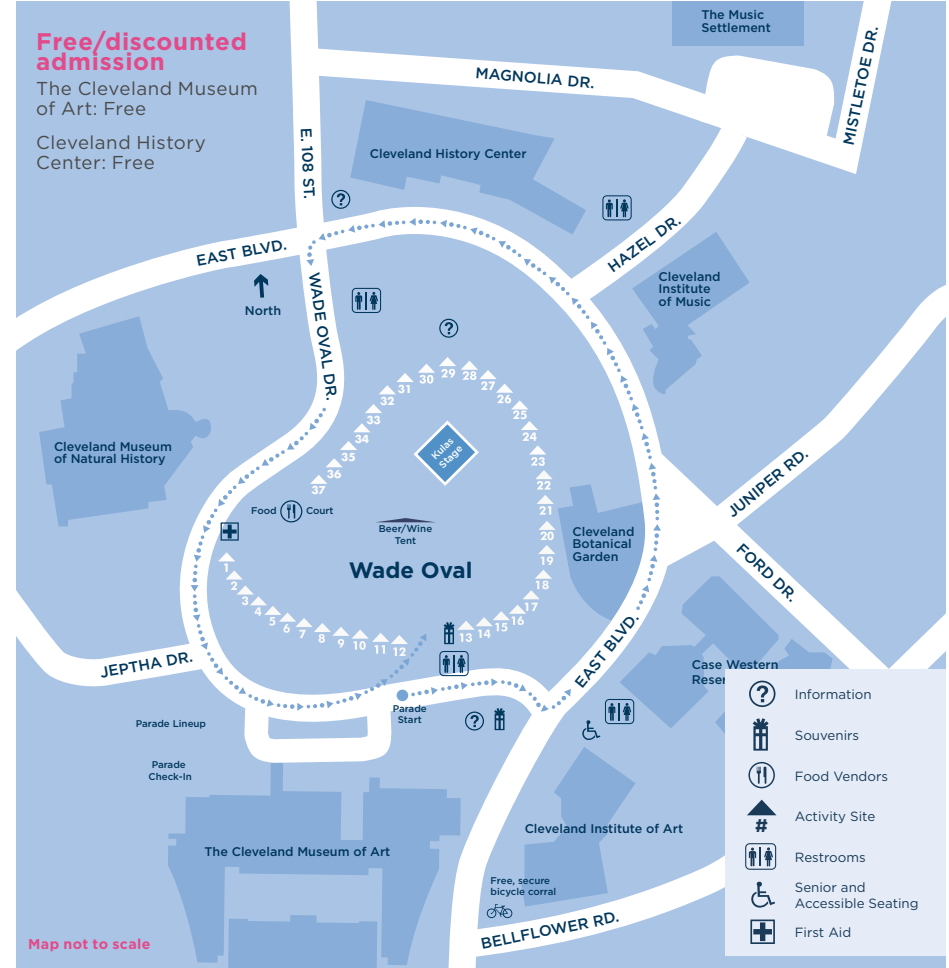 Free/discounted
admission
The Cleveland Museum
of Art: Free
Cleveland History
Center: Free
The Music
Settlement
MAGNOLIA DR.
MISTLETOE DR.
E. 108 ST.
Cleveland History Center
?
HAZEL DR.
EAST BLVD.
North
WADE OVAL DR.
Cleveland
Institute
of Music
?
29
28
30
27
31
26
32
25
33
24
34
23
35
22
36
21
37
20
19
18
17
16
15
14
13
Kulas
Stage
Cleveland Museum
of Natural History
Food
Court
Beer/Wine
Tent
Wade Oval
Cleveland
Botanical
Garden
JUNIPER RD.
FORD DR.
1
2
3
4
5
6
7
8
9
10
11
12
EAST BLVD.
JEPTHA DR.
Case Western
Reser
Parade
Start
?
Parade Lineup
Parade
Check-In
The Cleveland Museum of Art
Cleveland Institute of Art
Free, secure
bicycle corral
BELLFLOWER RD.
? Information
Souvenirs
Food Vendors
# Activity Site
Restrooms
Senior and
Accessible Seating
First Aid
Map not to scale